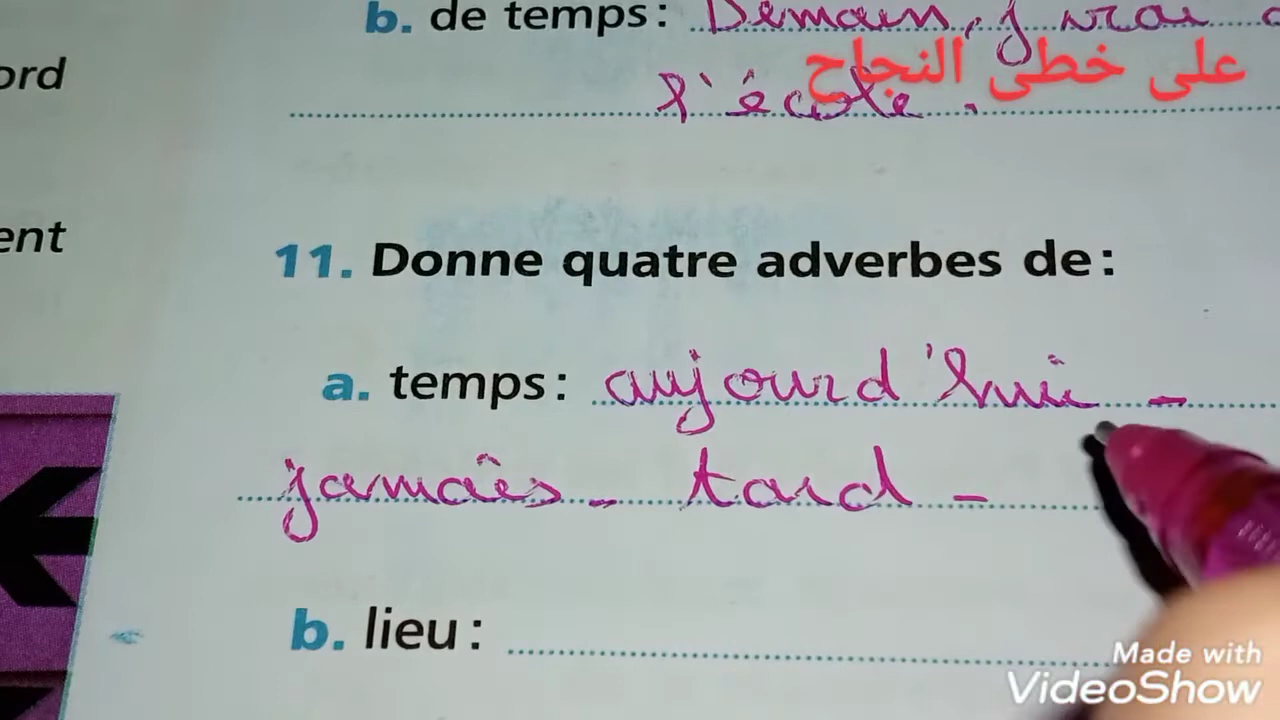 b. de temps : Demain, j'irai
على خطى النجاح
ord
l'école.
ent
11. Donne quatre adverbes de :
a. temps : aujourd'hui -
jamais - tard -
b. lieu :
Made with
VideoShow